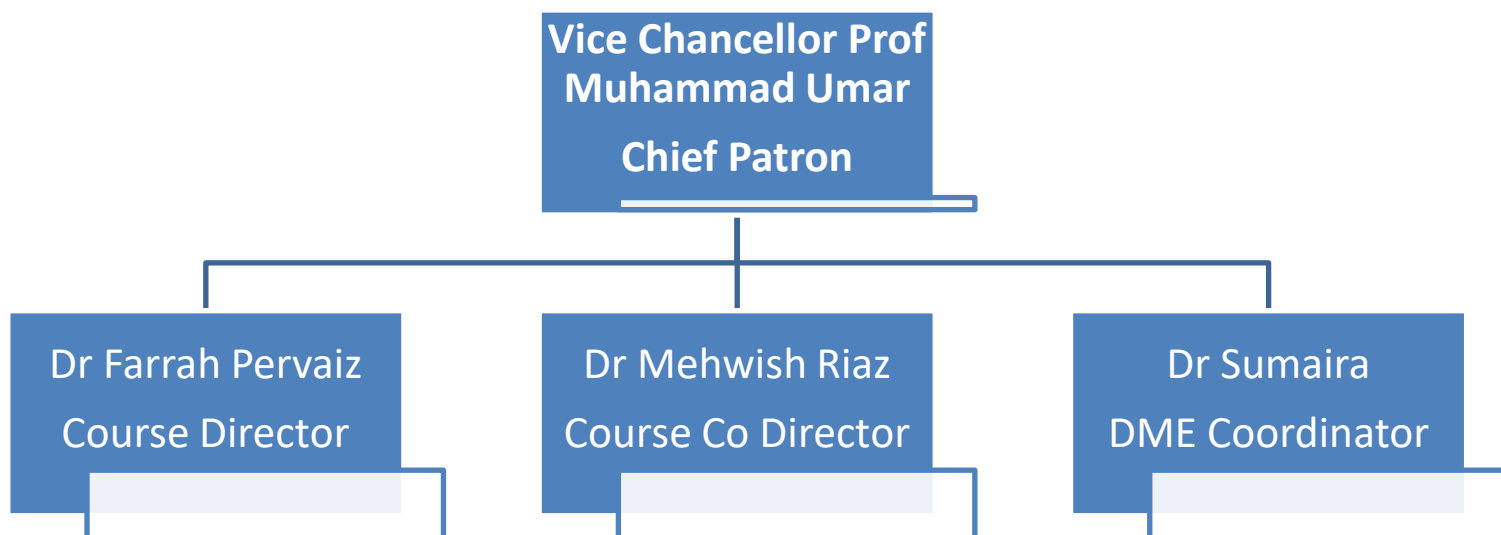 Vice Chancellor Prof
Muhammad Umar
Chief Patron
Dr Farrah Pervaiz
Course Director
Dr Mehwish Riaz
Course Co Director
Dr Sumaira
DME Coordinator